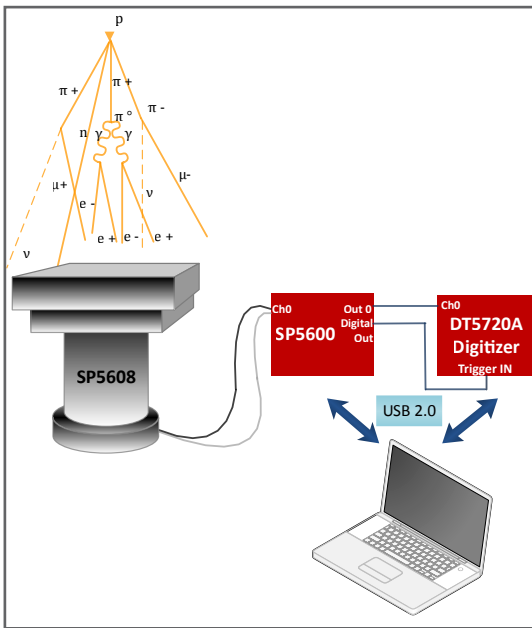 p
π +
π +
π -
π °
n
γ
γ
μ+
μ-
e -
ν
e +
e -
e +
ν
Ch0
Out 0
SP5600
Digital
Out
Ch0
DT5720A
Digitizer
Trigger IN
SP5608
USB 2.0